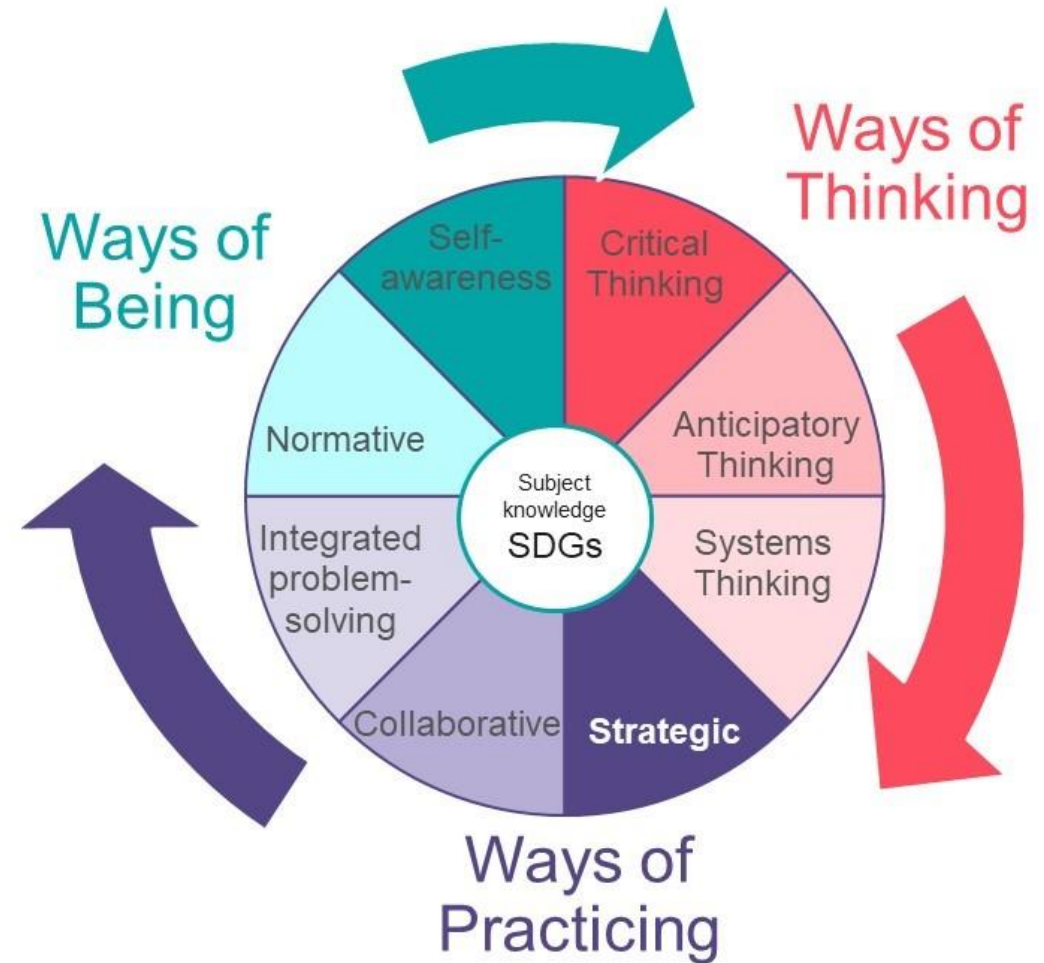 Ways of
Thinking
Ways of
Being
Self-
awareness
Critical
Thinking
Normative
Anticipatory
Thinking
Subject
knowledge
SDGs
Integrated
problem-
solving
Systems
Thinking
Collaborative
Strategic
Ways of
Practicing